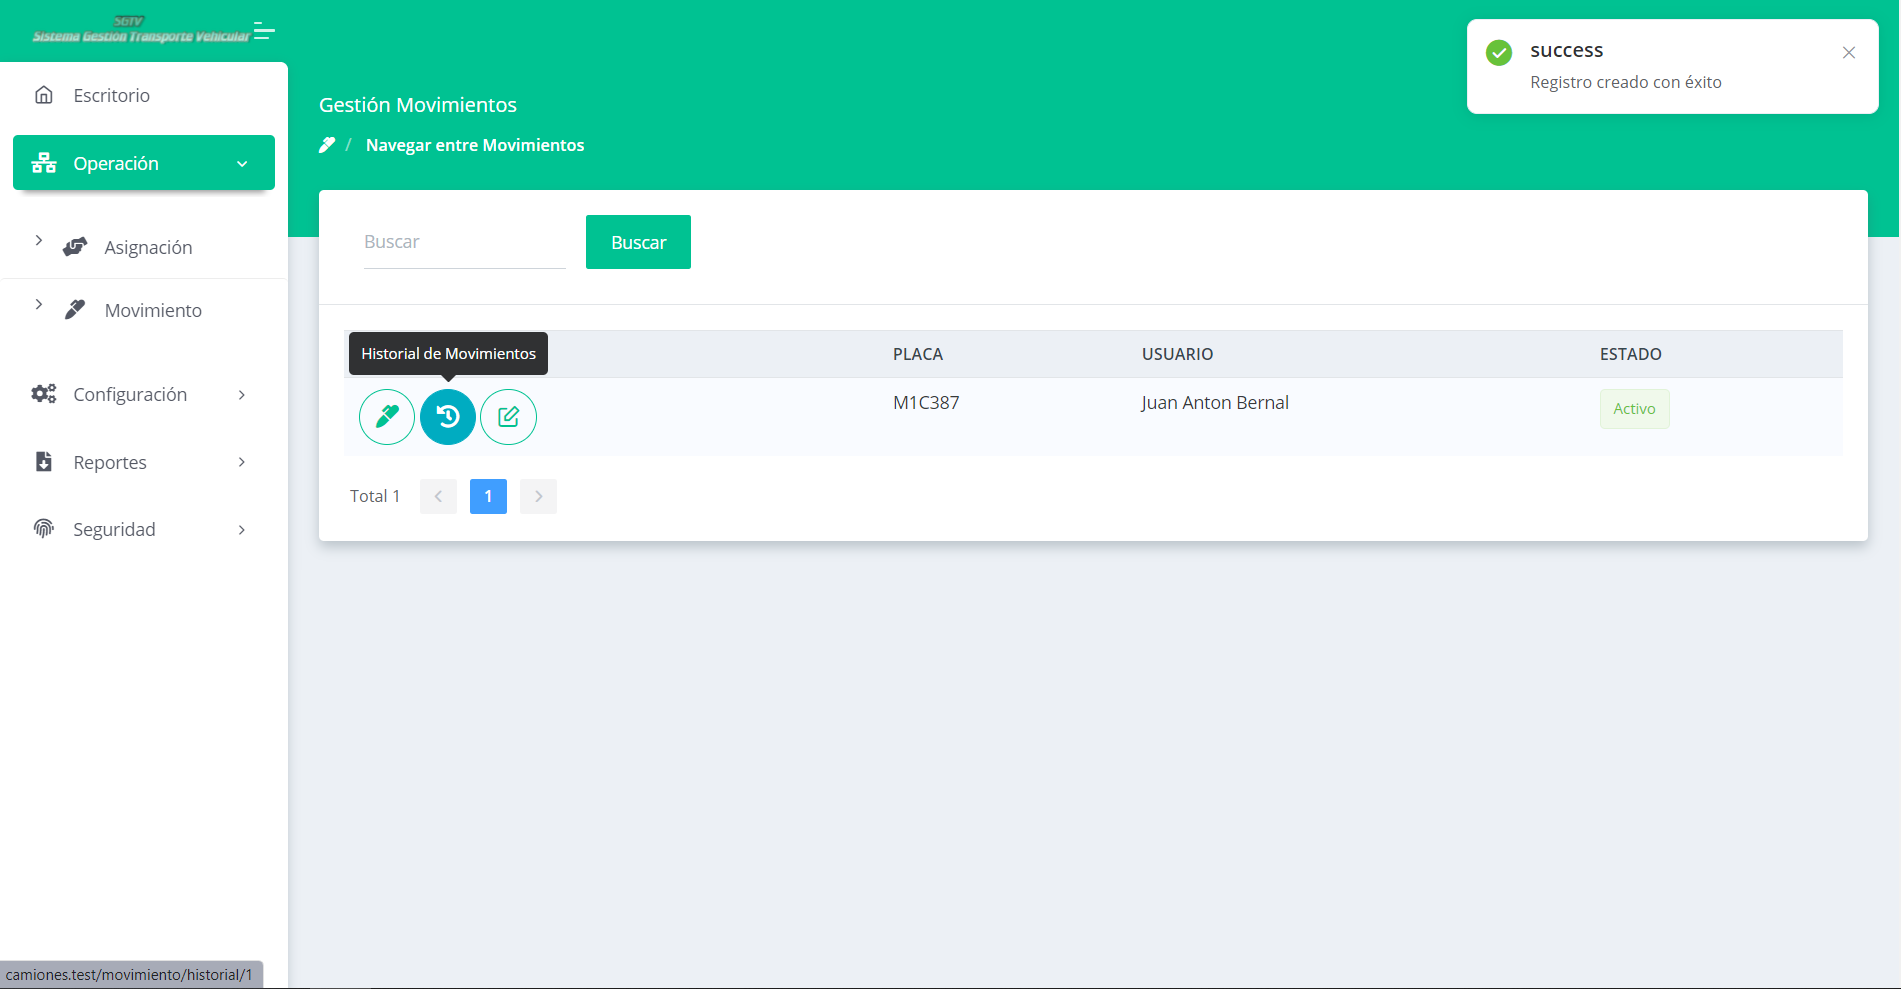 SGTV
Sistema Gestión Transporte Vehicular
success
Registro creado con éxito
Escritorio
Operación
Asignación
Movimiento
Configuración
Reportes
Seguridad
Gestión Movimientos
/ Navegar entre Movimientos
Buscar Buscar
Historial de Movimientos PLACA USUARIO ESTADO
M1C387 Juan Anton Bernal Activo
Total 1 1
camiones.test/movimiento/historial/1